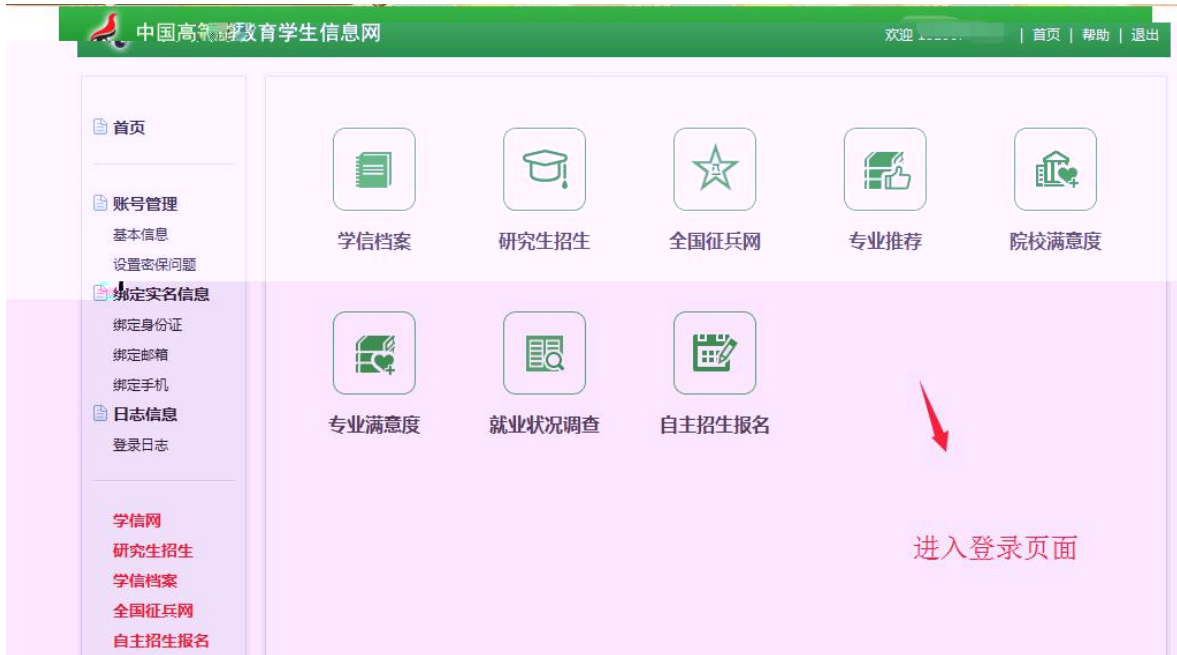 中国高等教育学生信息网
欢迎
| 首页 | 帮助 | 退出
首页
账号管理
基本信息
设置密保问题
绑定实名信息
绑定身份证
绑定邮箱
绑定手机
日志信息
登录日志
学信网
研究生招生
学信档案
全国征兵网
自主招生报名
学信档案
研究生招生
全国征兵网
专业推荐
院校满意度
专业满意度
就业状况调查
自主招生报名
进入登录页面